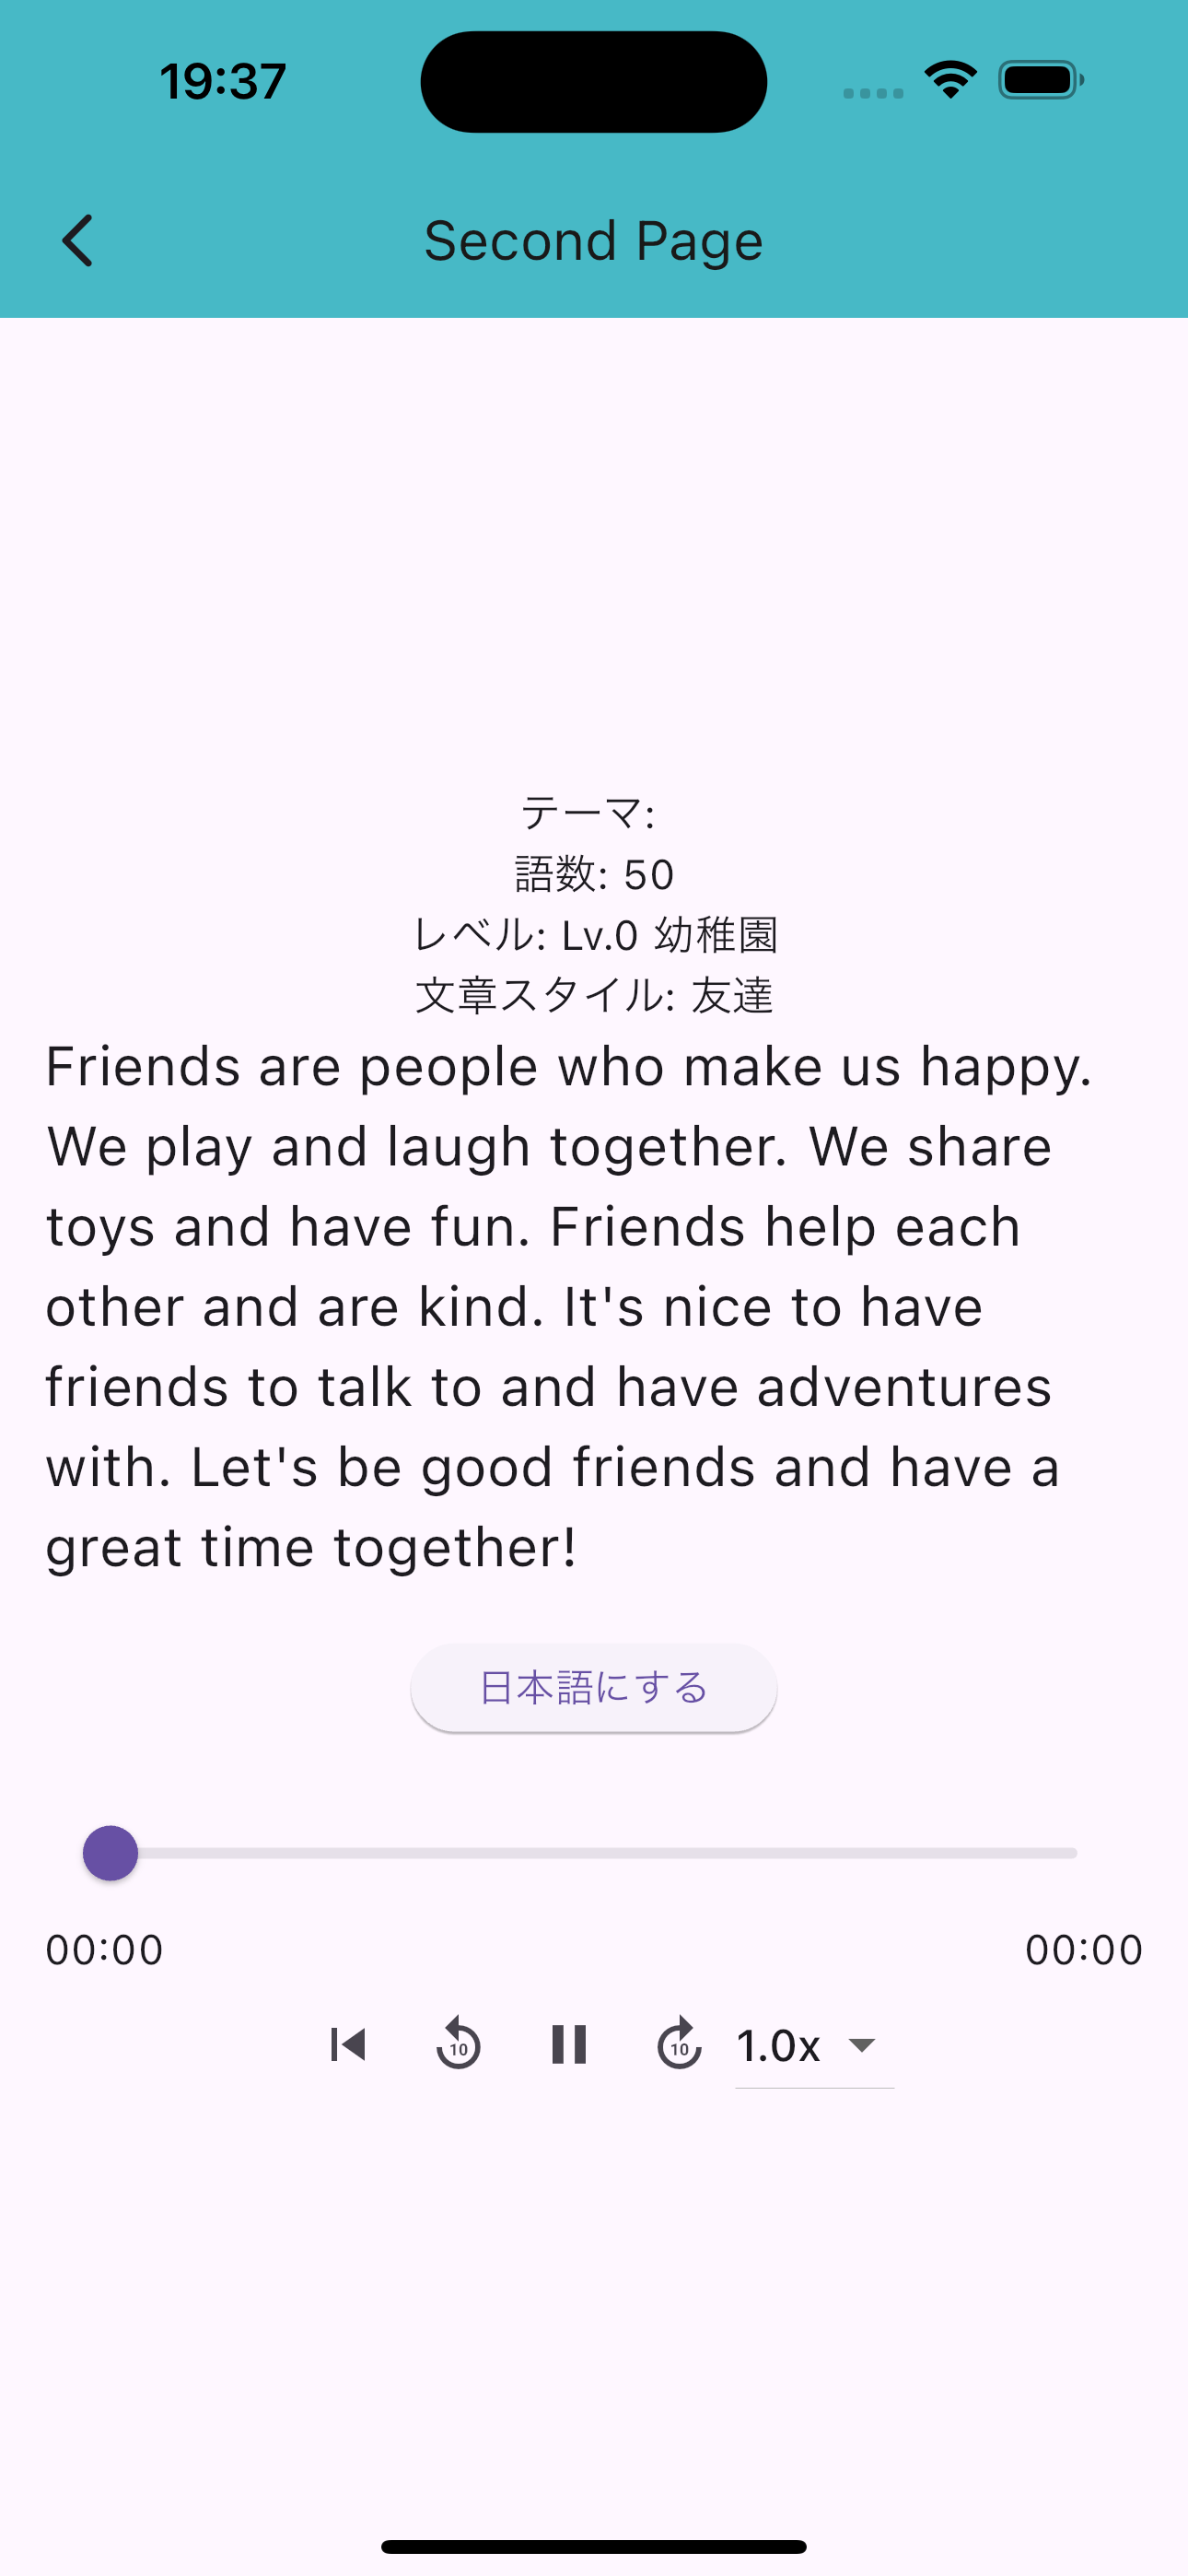 19:37
Second Page
テーマ:
語数: 50
レベル: Lv.0 幼稚園
文章スタイル: 友達
Friends are people who make us happy.
We play and laugh together. We share
toys and have fun. Friends help each
other and are kind. It's nice to have
friends to talk to and have adventures
with. Let's be good friends and have a
great time together!
日本語にする
00:00 00:00
10 10 1.0x